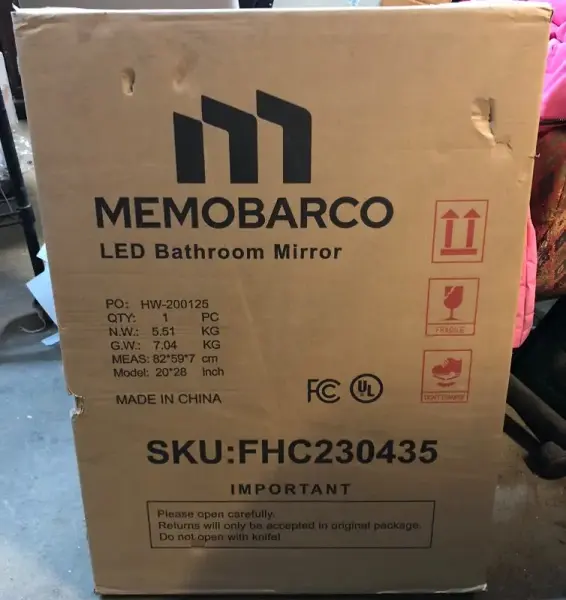 MEMOBARCO
LED Bathroom Mirror
PO: HW-200125
QTY: 1 PC
N.W.: 5.51 KG
G.W.: 7.04 KG
MEAS: 82*59*7 cm
Model: 20*28 Inch
MADE IN CHINA
FRAGILE
FC
UL
SKU:FHC230435
IMPORTANT
Please open carefully.
Returns will only be accepted in original package.
Do not open with knife!